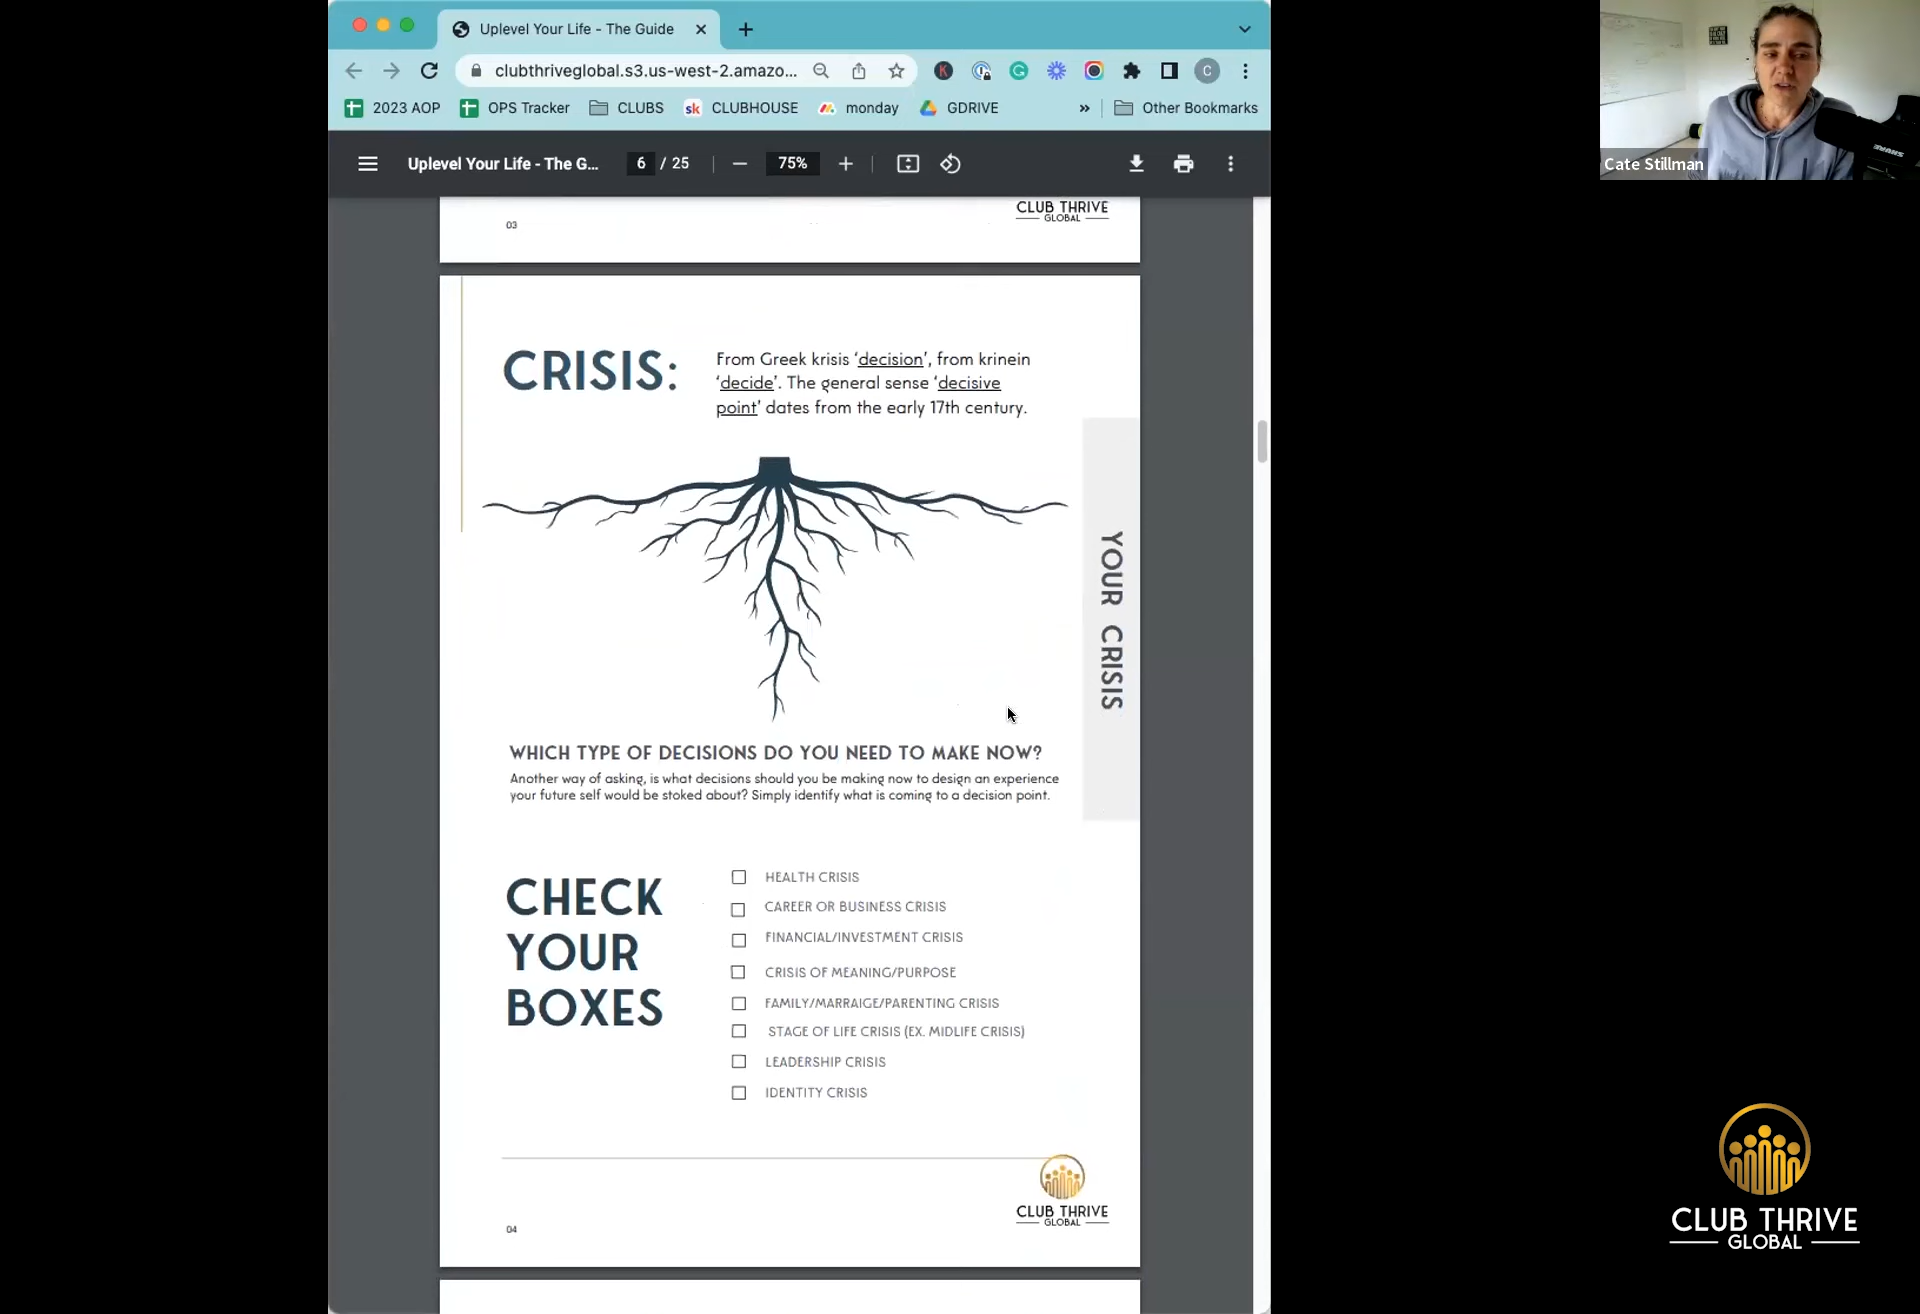 Uplevel Your Life - The Guide
clubthriveglobal.s3.us-west-2.amazo...
2023 AOP
OPS Tracker
CLUBS
sk CLUBHOUSE
monday
GDRIVE
Other Bookmarks
Uplevel Your Life - The G...
6 / 25
75%
Cate Stillman
CLUB THRIVE
GLOBAL
03
CRISIS:
From Greek krisis ‘decision’, from krinein
‘decide’. The general sense ‘decisive
point’ dates from the early 17th century.
YOUR CRISIS
WHICH TYPE OF DECISIONS DO YOU NEED TO MAKE NOW?
Another way of asking, is what decisions should you be making now to design an experience
your future self would be stoked about? Simply identify what is coming to a decision point.
CHECK
YOUR
BOXES
HEALTH CRISIS
CAREER OR BUSINESS CRISIS
FINANCIAL/INVESTMENT CRISIS
CRISIS OF MEANING/PURPOSE
FAMILY/MARRAIGE/PARENTING CRISIS
STAGE OF LIFE CRISIS (EX. MIDLIFE CRISIS)
LEADERSHIP CRISIS
IDENTITY CRISIS
CLUB THRIVE
GLOBAL
04
CLUB THRIVE
GLOBAL